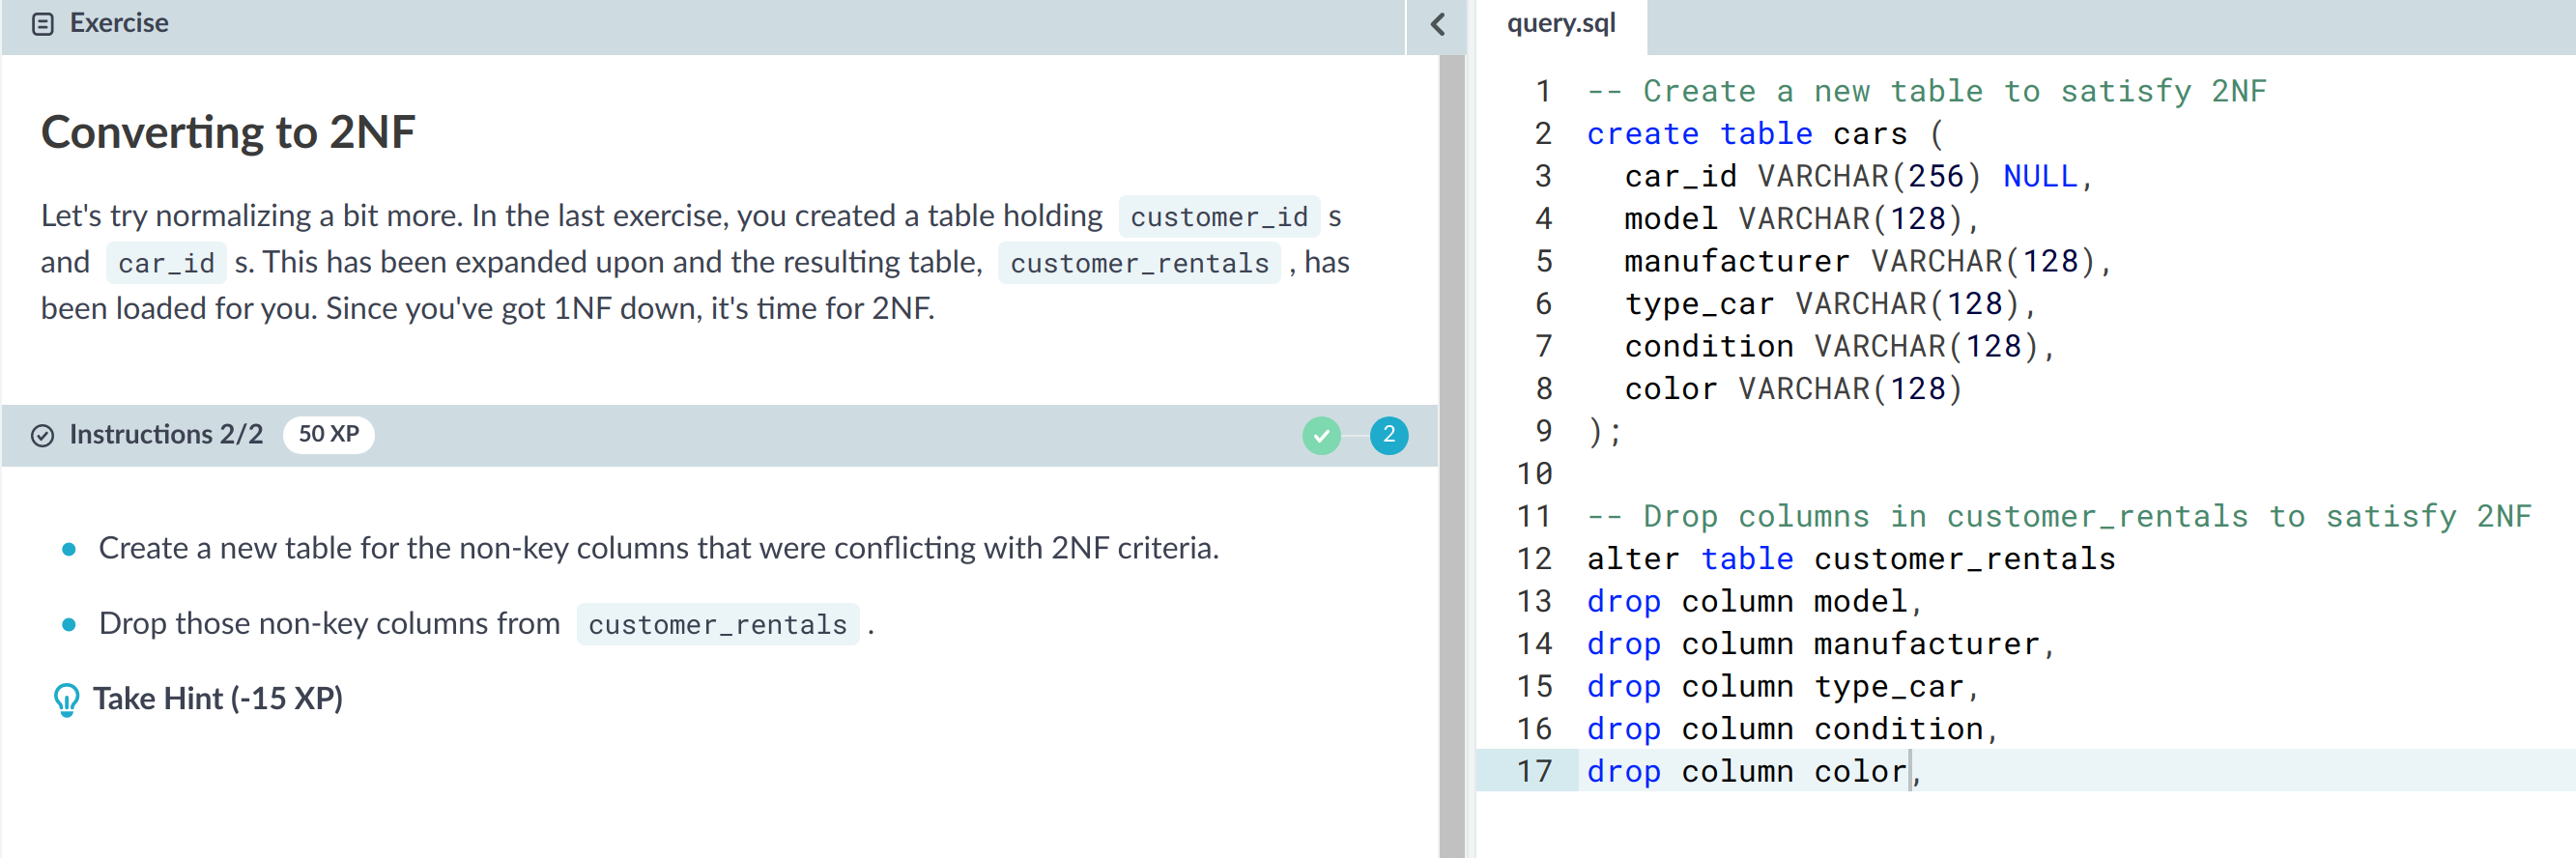 Exercise
Converting to 2NF
Let's try normalizing a bit more. In the last exercise, you created a table holding customer_id s
and car_id s. This has been expanded upon and the resulting table, customer_rentals , has
been loaded for you. Since you've got 1NF down, it's time for 2NF.
Instructions 2/2 50 XP 2
Create a new table for the non-key columns that were conflicting with 2NF criteria.
Drop those non-key columns from customer_rentals .
Take Hint (-15 XP)
query.sql
1 -- Create a new table to satisfy 2NF
2 create table cars (
3   car_id VARCHAR(256) NULL,
4   model VARCHAR(128),
5   manufacturer VARCHAR(128),
6   type_car VARCHAR(128),
7   condition VARCHAR(128),
8   color VARCHAR(128)
9 );
10
11 -- Drop columns in customer_rentals to satisfy 2NF
12 alter table customer_rentals
13 drop column model,
14 drop column manufacturer,
15 drop column type_car,
16 drop column condition,
17 drop column color,